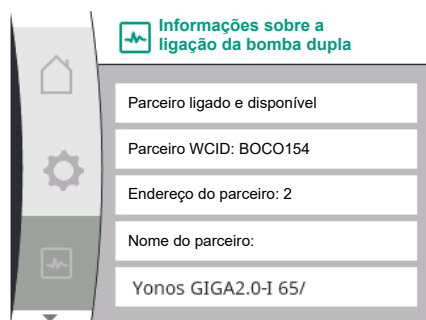 Informações sobre a
ligação da bomba dupla
Parceiro ligado e disponível
Parceiro WCID: BOCO154
Endereço do parceiro: 2
Nome do parceiro:
Yonos GIGA2.0-I 65/